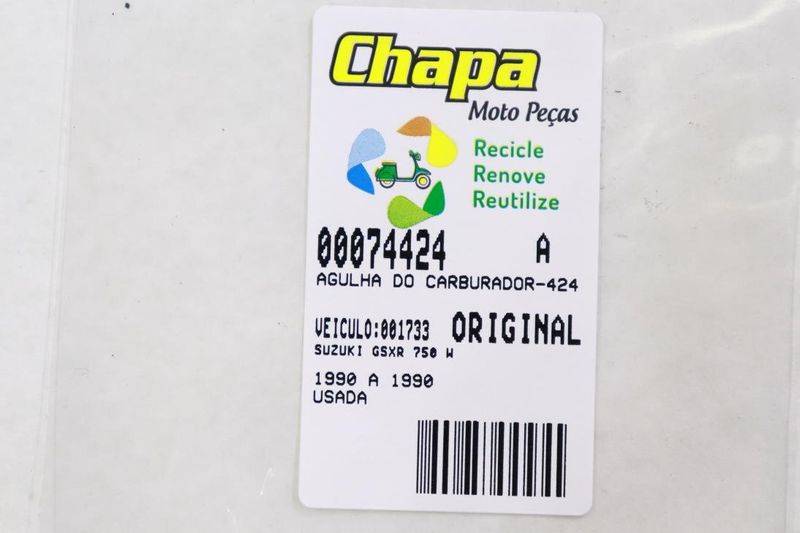 Chapa
Moto Peças
Recicle
Renove
Reutilize
00074424 A
AGULHA DO CARBURADOR-424
VEICULO:001733 ORIGINAL
SUZUKI GSXR 750 W
1990 A 1990
USADA